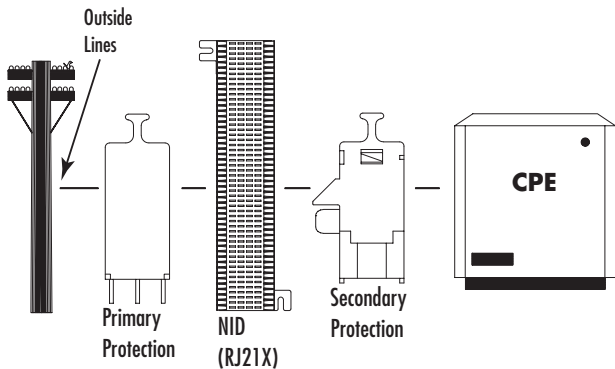 Outside
Lines
CPE
Primary
Protection
NID
(RJ21X)
Secondary
Protection